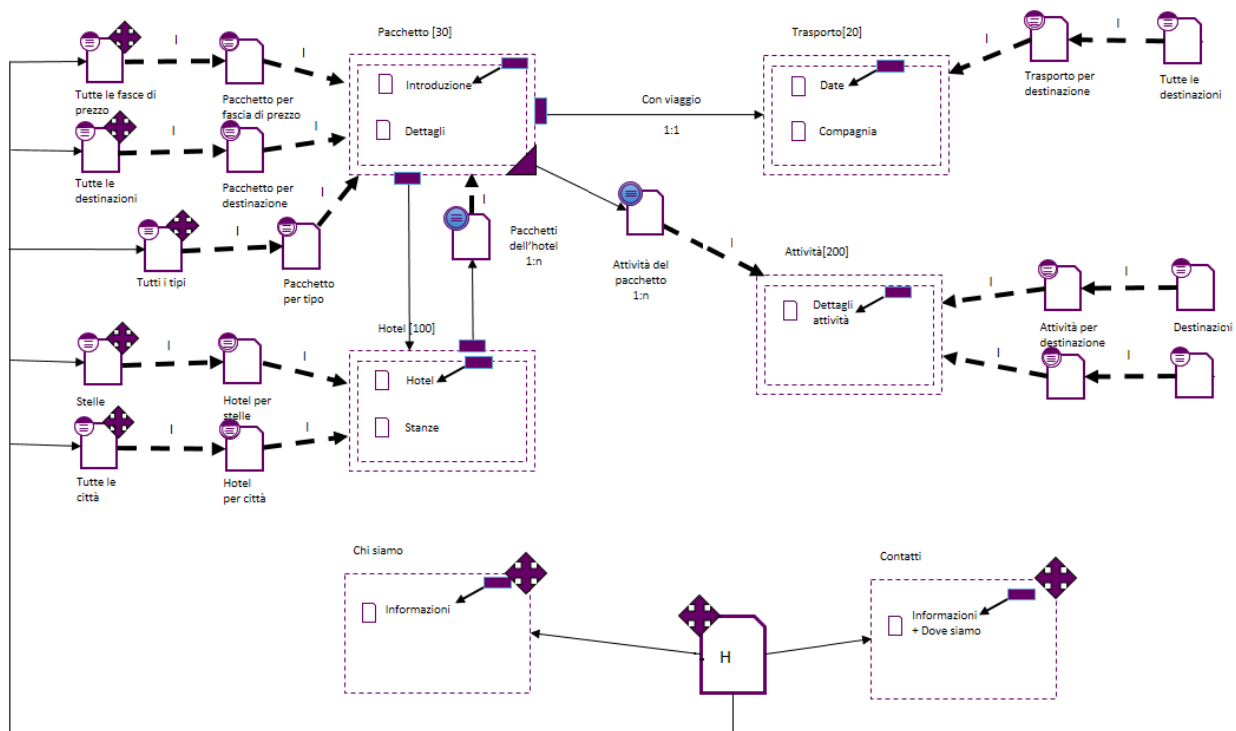 Pacchetto [30]
Trasporto[20]
I
I
Introduzione
Date
I
I
Tutte le fasce di
prezzo
Pacchetto per
fascia di prezzo
Con viaggio
Trasporto per
destinazione
Tutte le
destinazioni
I
I
Dettagli
1:1
Compagnia
Tutte le
destinazioni
Pacchetto per
destinazione
I
I
I
Pacchetti
dell'hotel
1:n
I
Tutti i tipi
Pacchetto
per tipo
Attività del
pacchetto
1:n
Attività[200]
I
I
Dettagli
attività
Hotel [100]
Attività per
destinazione
Destinazioni
I
I
Hotel
I
I
Stelle
Hotel per
stelle
I
I
Stanze
Tutte le
città
Hotel
per città
Chi siamo
Contatti
Informazioni
Informazioni
+ Dove siamo
H